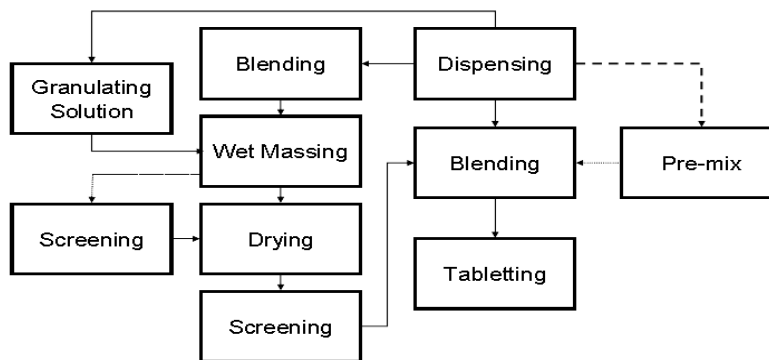 Blending
Dispensing
Granulating
Solution
Wet Massing
Blending
Pre-mix
Screening
Drying
Tabletting
Screening